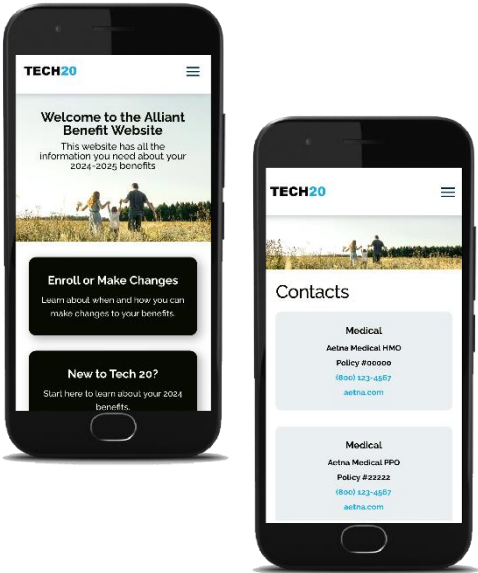 TECH20
Welcome to the Alliant
Benefit Website
This website has all the
information you need about your
2024-2025 benefits
Enroll or Make Changes
Learn about when and how you can
make changes to your benefits.
New to Tech 20?
Start here to learn about your 2024
benefits.
TECH20
Contacts
Medical
Aetna Medical HMO
Policy #00000
(800) 123-4567
aetna.com
Medical
Aetna Medical PPO
Policy #22222
(800) 123-4567
aetna.com